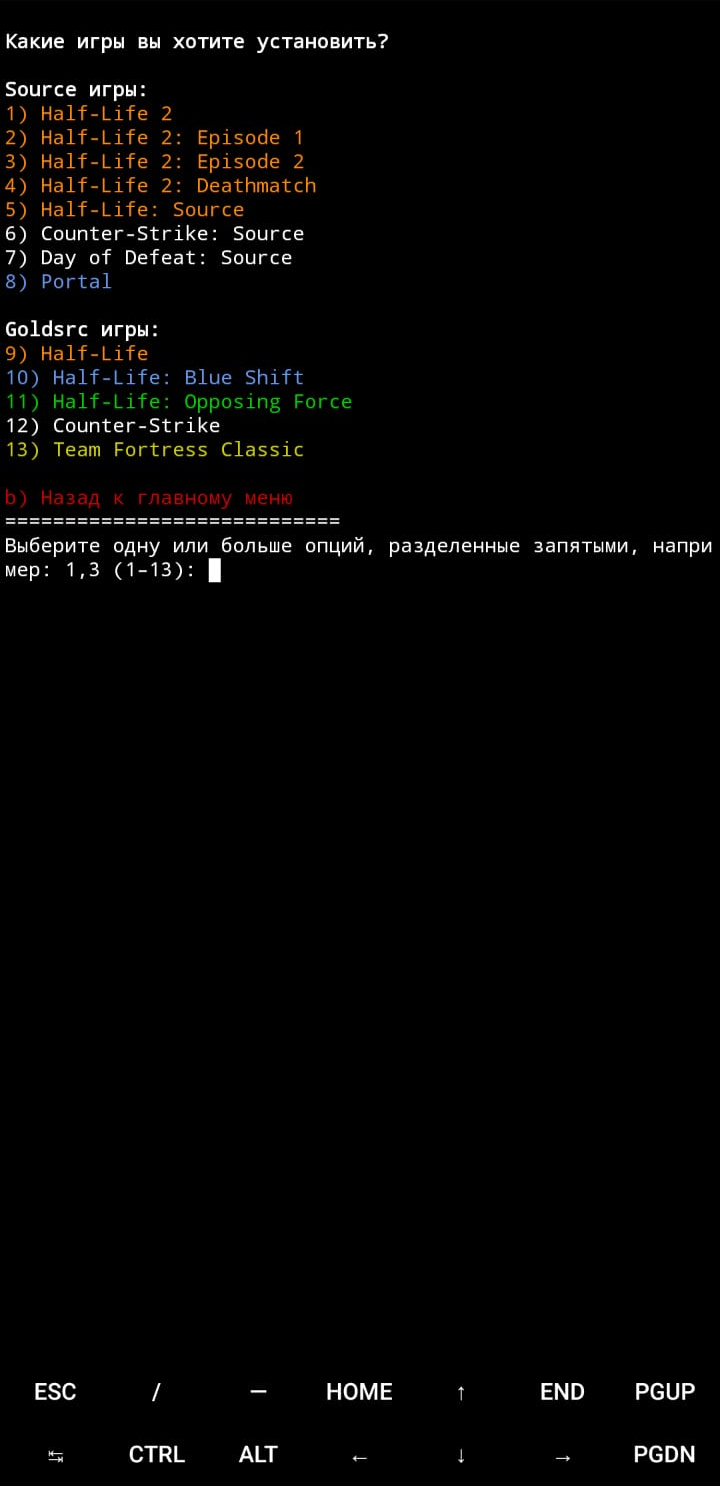 Какие игры вы хотите установить?
Source игры:
1) Half-Life 2
2) Half-Life 2: Episode 1
3) Half-Life 2: Episode 2
4) Half-Life 2: Deathmatch
5) Half-Life: Source
6) Counter-Strike: Source
7) Day of Defeat: Source
8) Portal
Goldsrc игры:
9) Half-Life
10) Half-Life: Blue Shift
11) Half-Life: Opposing Force
12) Counter-Strike
13) Team Fortress Classic
b) Назад к главному меню
============================
Выберите одну или больше опций, разделенные запятыми, напри
мер: 1,3 (1-13):
ESC / — HOME ↑ END PGUP
↹ CTRL ALT ← ↓ → PGDN